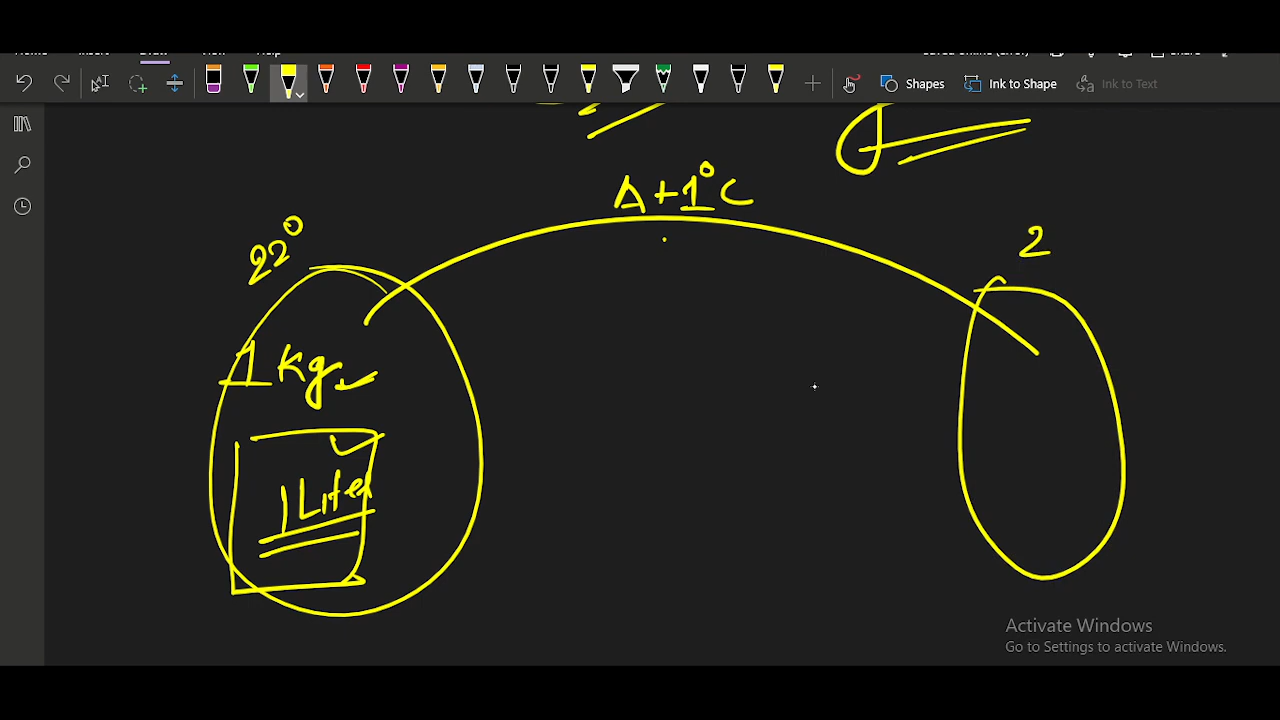 Shapes
Ink to Shape
Ink to Text
A+1°C
22°
2
1 Kg
1 Liter
Activate Windows
Go to Settings to activate Windows.